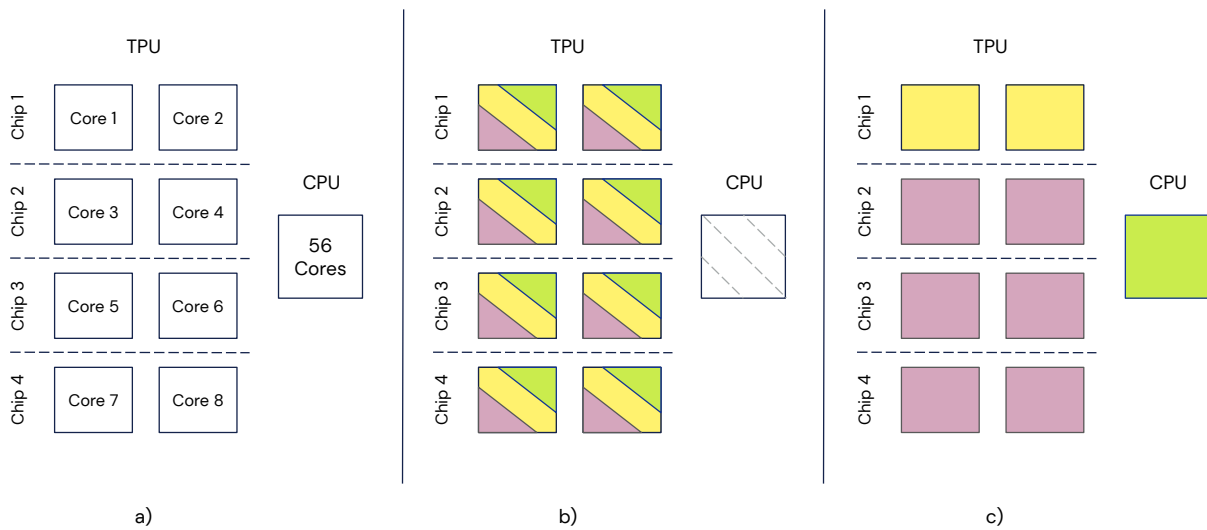 TPU
Chip 1
Core 1
Core 2
Chip 2
Core 3
Core 4
Chip 3
Core 5
Core 6
Chip 4
Core 7
Core 8
CPU
56
Cores
a)
TPU
Chip 1
Chip 2
Chip 3
Chip 4
CPU
b)
TPU
Chip 1
Chip 2
Chip 3
Chip 4
CPU
c)